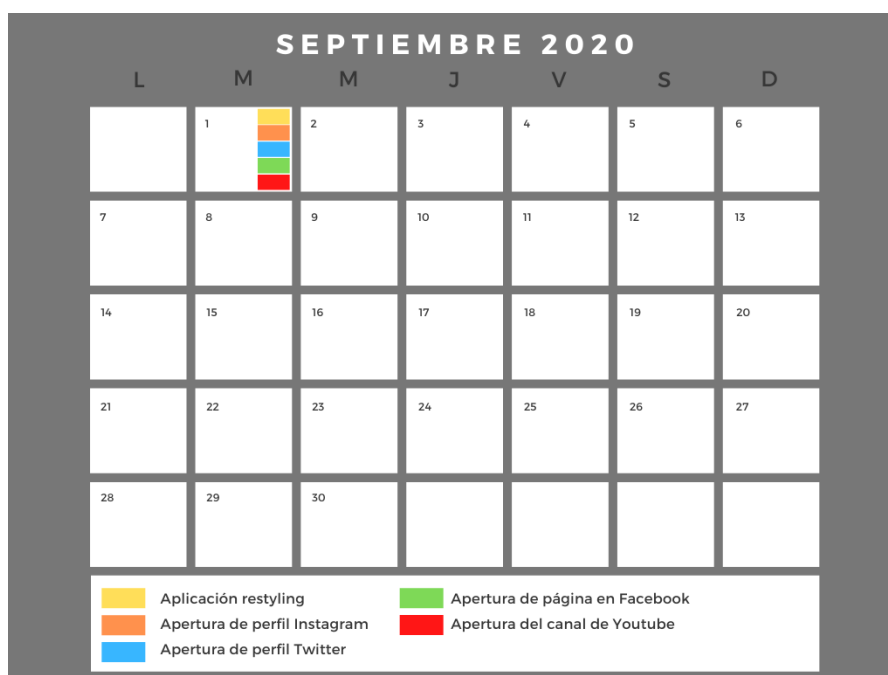 SEPTIEMBRE 2020
L M M J V S D
1 2 3 4 5 6
7 8 9 10 11 12 13
14 15 16 17 18 19 20
21 22 23 24 25 26 27
28 29 30
Aplicación restyling
Apertura de perfil Instagram
Apertura de perfil Twitter
Apertura de página en Facebook
Apertura del canal de Youtube